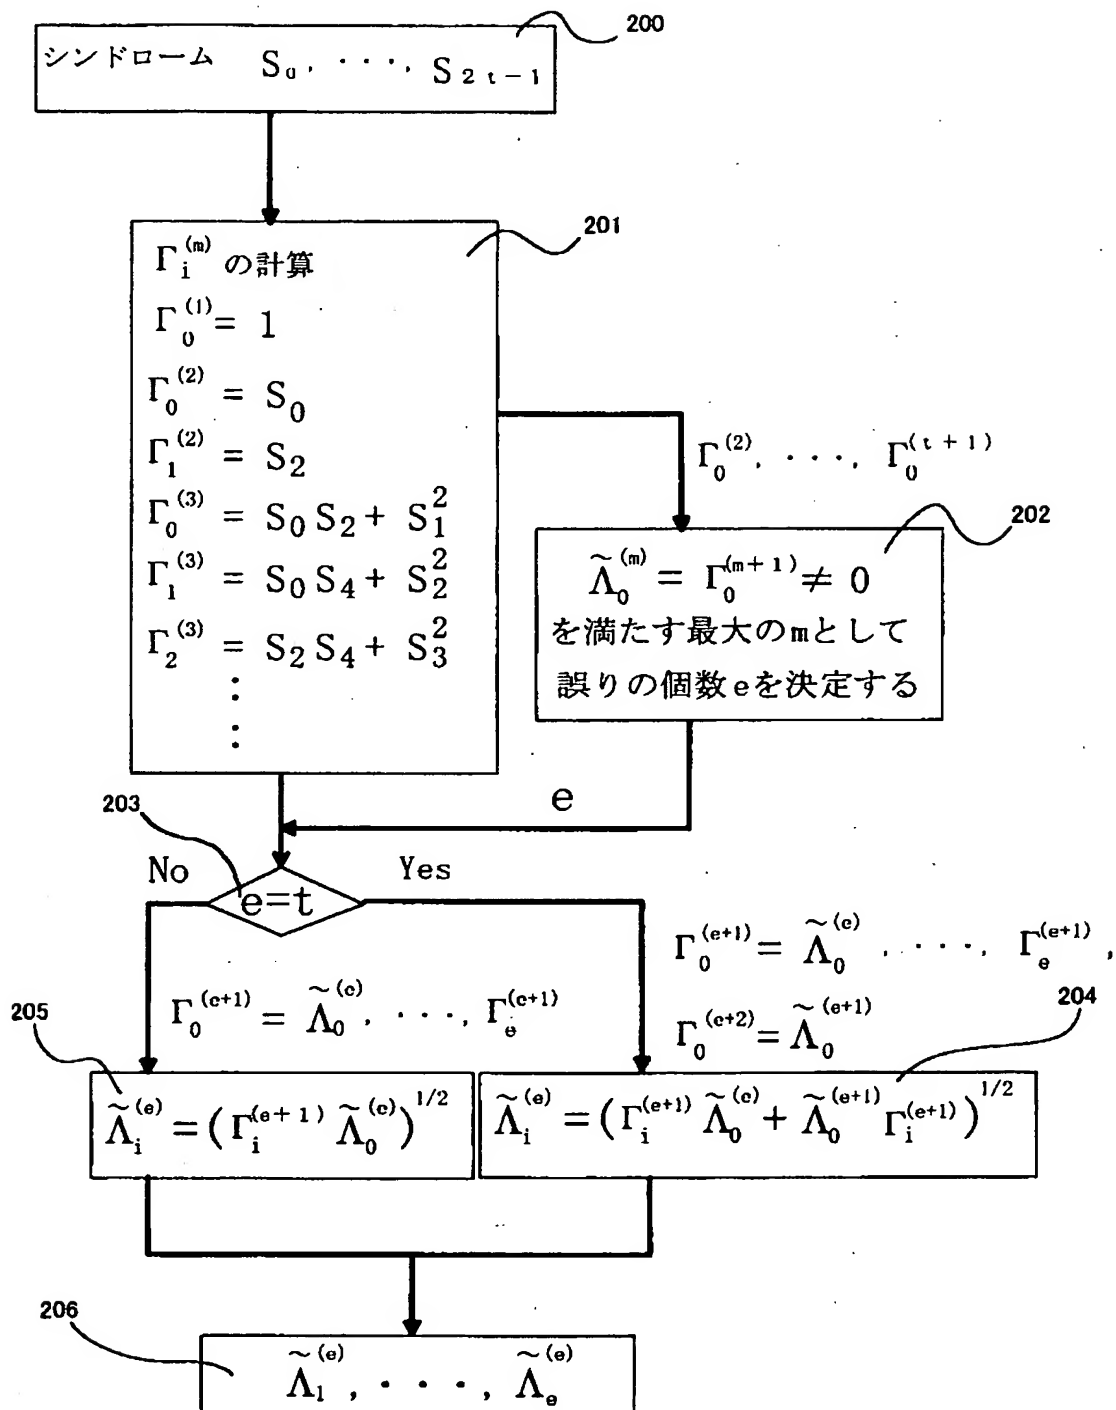 200
シンドローム S₀, ・・・, S₂ₜ₋₁
201
Γᵢ⁽ᵐ⁾ の計算
Γ₀⁽¹⁾ = 1
Γ₀⁽²⁾ = S₀
Γ₁⁽²⁾ = S₂
Γ₀⁽³⁾ = S₀S₂ + S₁²
Γ₁⁽³⁾ = S₀S₄ + S₂²
Γ₂⁽³⁾ = S₂S₄ + S₃²
Γ₀⁽²⁾, ・・・, Γ₀⁽ᵗ⁺¹⁾
202
Λ̃₀⁽ᵐ⁾ = Γ₀⁽ᵐ⁺¹⁾ ≠ 0
を満たす最大のmとして
誤りの個数eを決定する
e
203
No
Yes
e=t
Γ₀⁽ᵉ⁺¹⁾ = Λ̃₀⁽ᵉ⁾, ・・・, Γₑ⁽ᵉ⁺¹⁾,
Γ₀⁽ᵉ⁺²⁾ = Λ̃₀⁽ᵉ⁺¹⁾
204
205
Γ₀⁽ᵉ⁺¹⁾ = Λ̃₀⁽ᵉ⁾, ・・・, Γₑ⁽ᵉ⁺¹⁾
Λ̃ᵢ⁽ᵉ⁾ = (Γᵢ⁽ᵉ⁺¹⁾ Λ̃₀⁽ᵉ⁾)¹/²
Λ̃ᵢ⁽ᵉ⁾ = (Γᵢ⁽ᵉ⁺¹⁾ Λ̃₀⁽ᵉ⁾ + Λ̃₀⁽ᵉ⁺¹⁾ Γᵢ⁽ᵉ⁺¹⁾)¹/²
206
Λ̃₁⁽ᵉ⁾, ・・・, Λ̃ₑ⁽ᵉ⁾